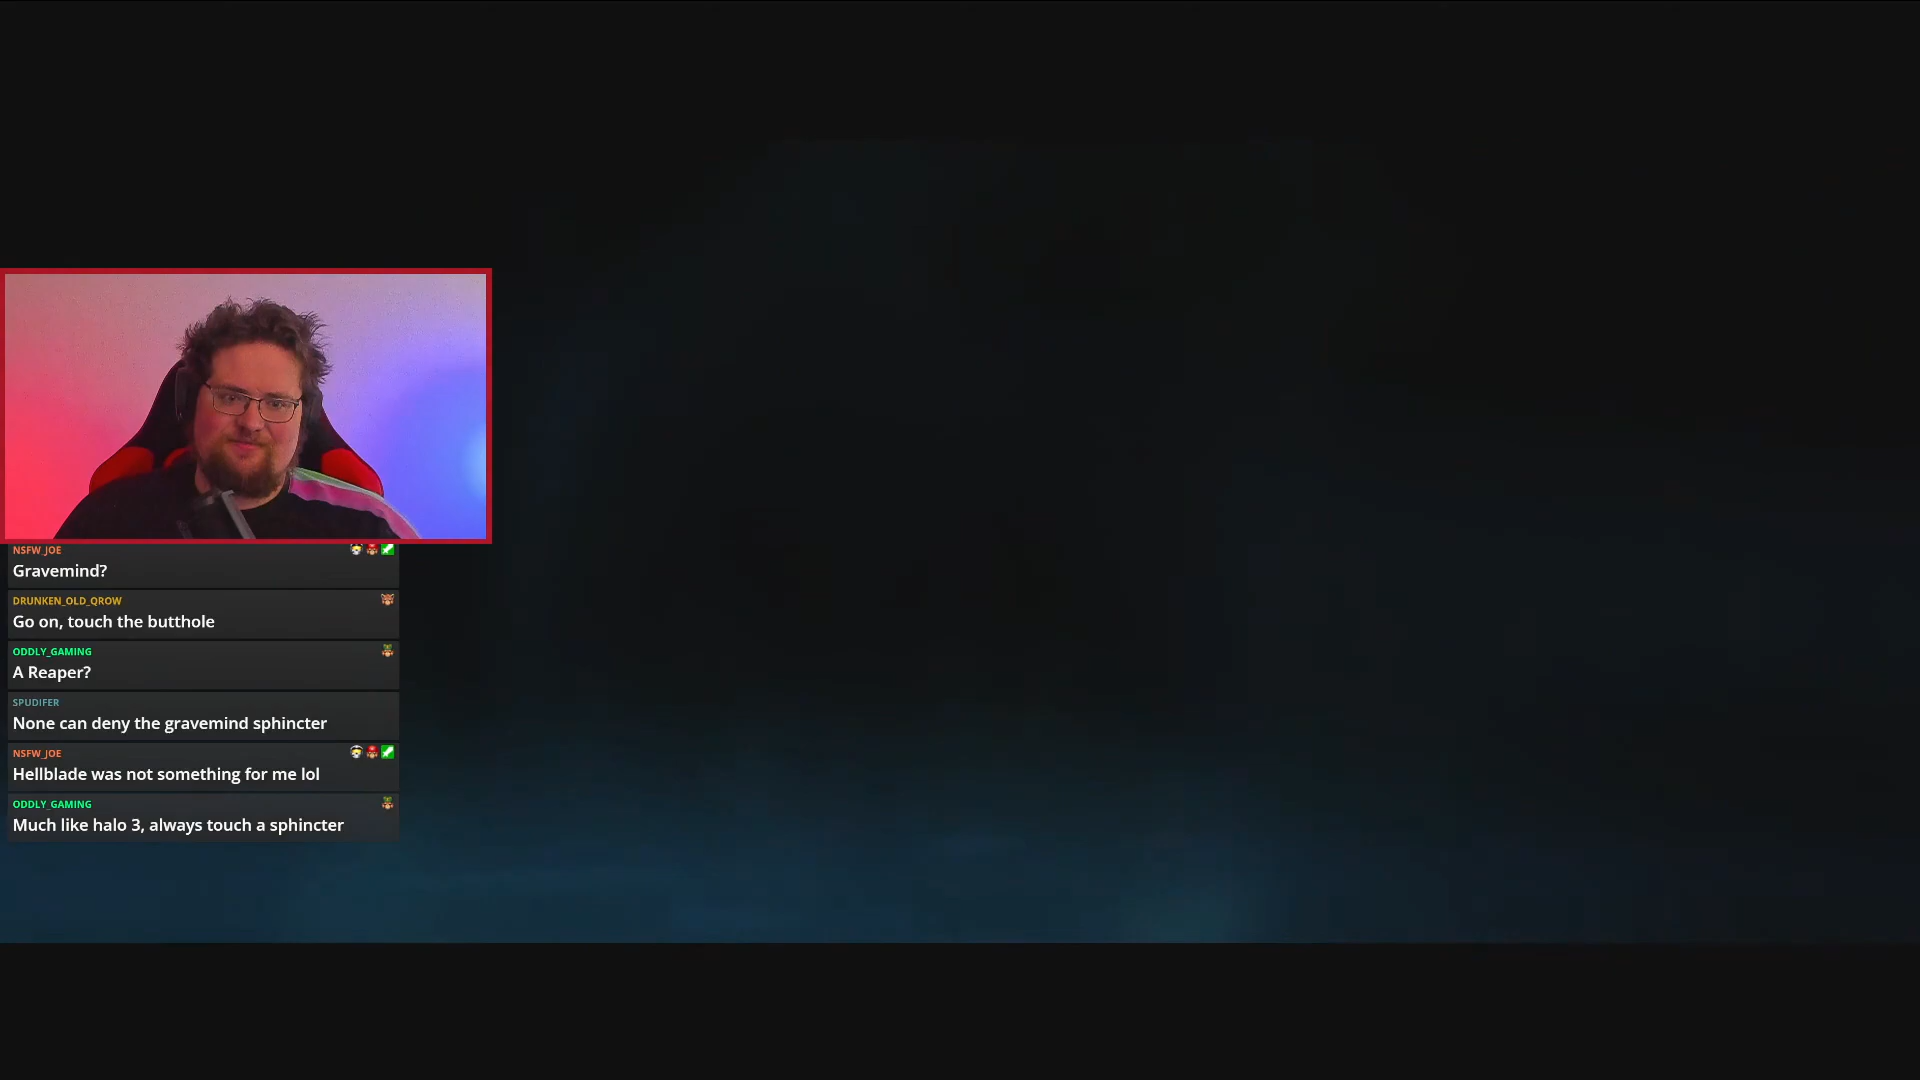 NSFW_JOE
Gravemind?
DRUNKEN_OLD_QROW
Go on, touch the butthole
ODDLY_GAMING
A Reaper?
SPUDIFER
None can deny the gravemind sphincter
NSFW_JOE
Hellblade was not something for me lol
ODDLY_GAMING
Much like halo 3, always touch a sphincter